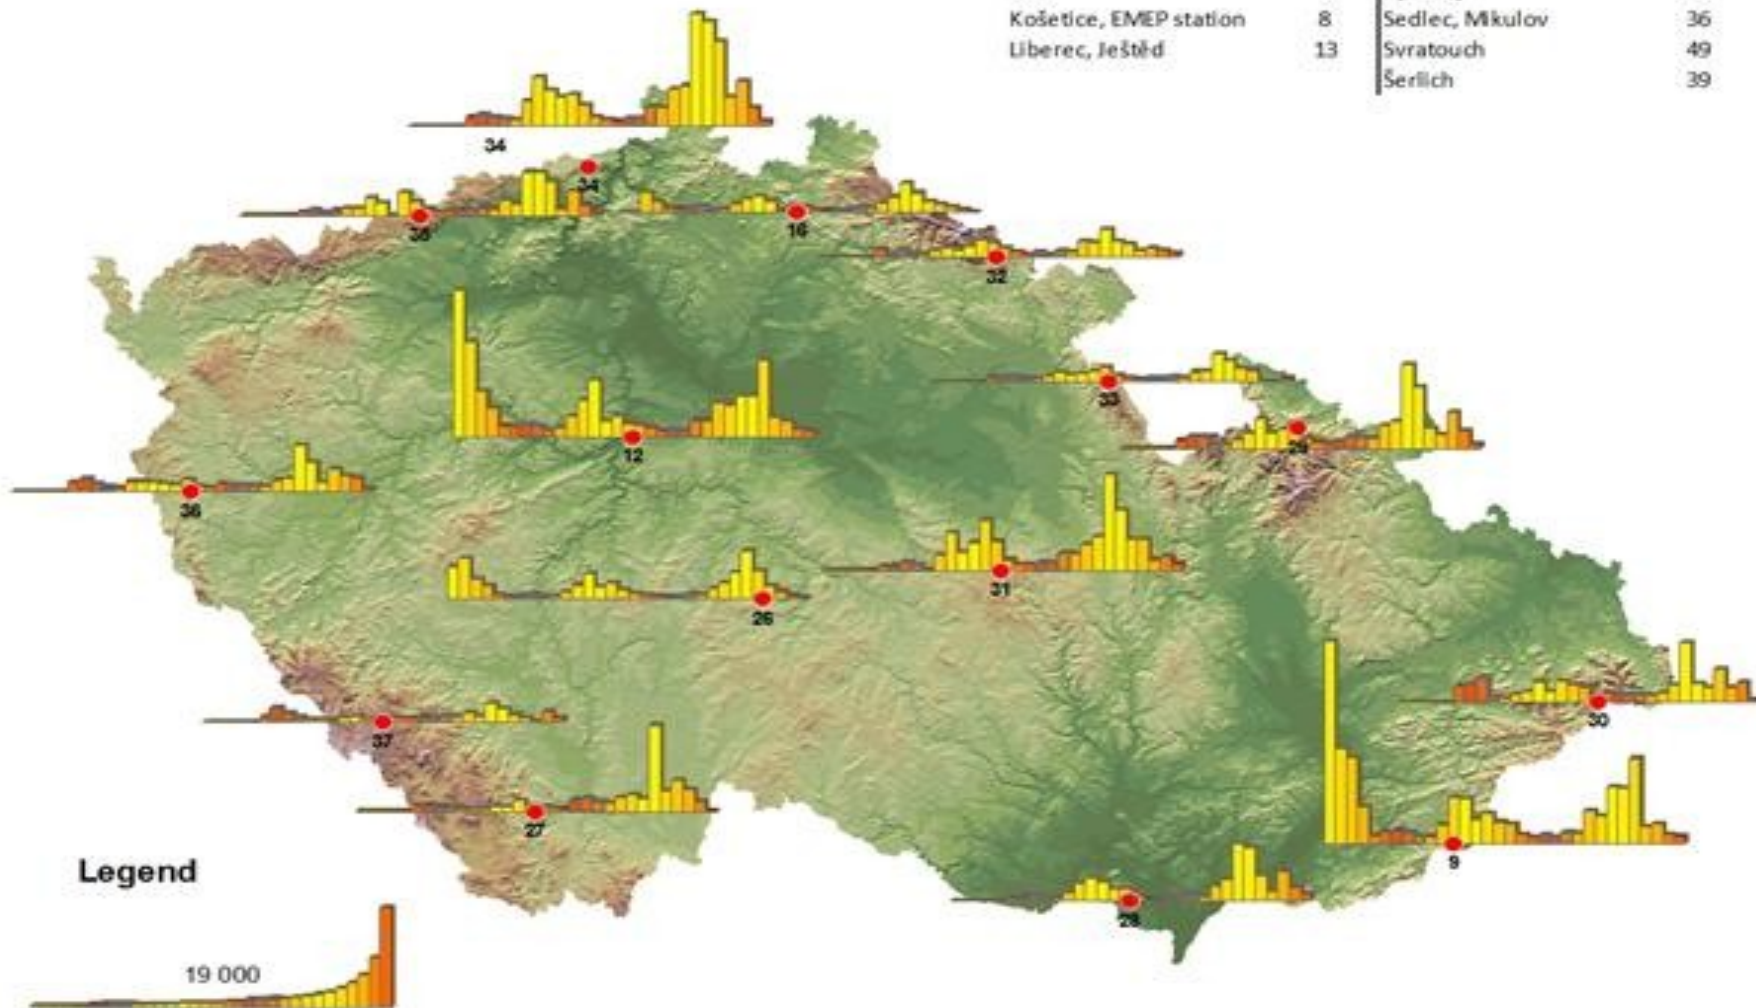 Košetice, EMEP station 8
Sedlec, Mikulov 36
Liberec, Ještěd 13
Svratouch 49
Šerlich 39
34
34
35
16
32
33
29
12
36
31
26
30
37
27
9
28
Legend
19 000